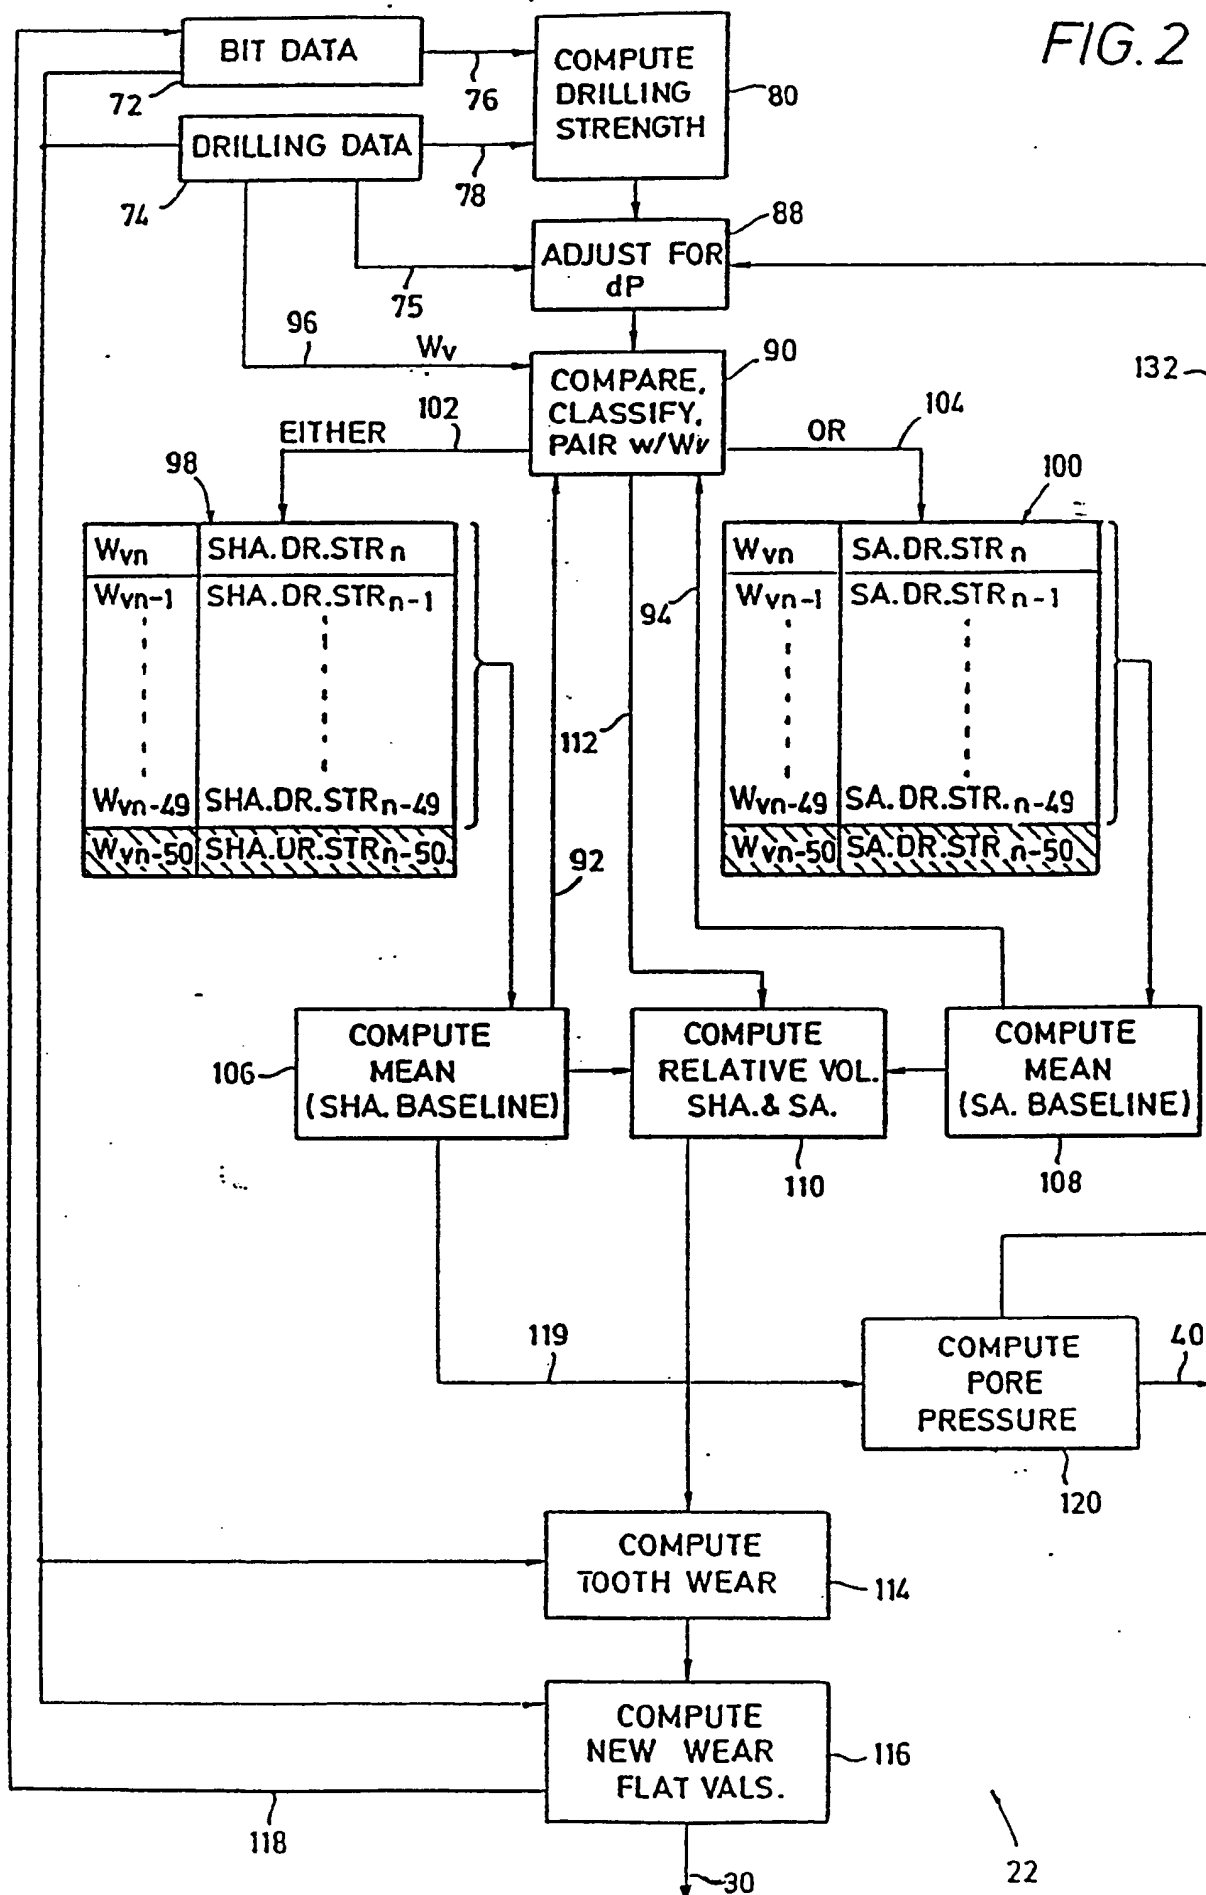 FIG. 2
BIT DATA
72
76
COMPUTE
DRILLING
STRENGTH
80
DRILLING DATA
74
78
88
ADJUST FOR
dP
75
96
Wv
90
132
COMPARE,
CLASSIFY,
PAIR w/Wv
EITHER
102
OR
104
98
100
Wvn SHA.DR.STRn
Wvn-1 SHA.DR.STRn-1
Wvn-49 SHA.DR.STRn-49
Wvn-50 SHA.DR.STRn-50
Wvn SA.DR.STRn
Wvn-1 SA.DR.STRn-1
Wvn-49 SA.DR.STR.n-49
Wvn-50 SA.DR.STRn-50
94
112
92
COMPUTE
MEAN
(SHA. BASELINE)
106
COMPUTE
RELATIVE VOL.
SHA.& SA.
110
COMPUTE
MEAN
(SA. BASELINE)
108
119
COMPUTE
PORE
PRESSURE
40
120
COMPUTE
TOOTH WEAR
114
COMPUTE
NEW WEAR
FLAT VALS.
116
118
30
22